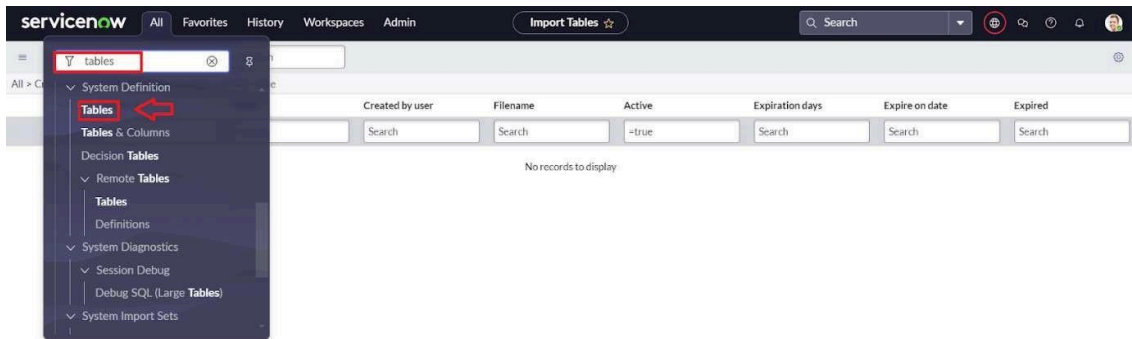 servicenow All Favorites History Workspaces Admin Import Tables Search
tables
All > C
System Definition
Tables
Created by user Filename Active Expiration days Expire on date Expired
Tables & Columns
Search Search =true Search Search Search
Decision Tables
No records to display
Remote Tables
Tables
Definitions
System Diagnostics
Session Debug
Debug SQL (Large Tables)
System Import Sets